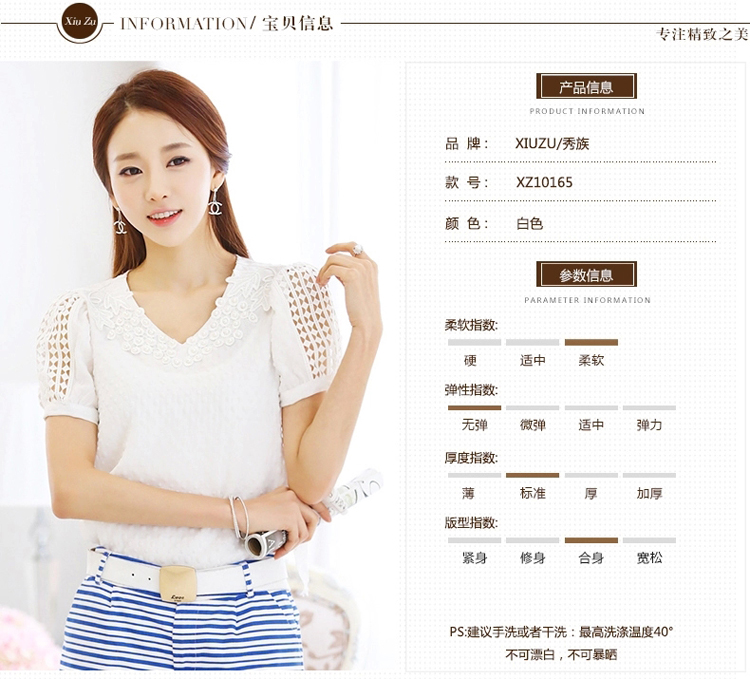 Xiu Zu
INFORMATION/ 宝贝信息
专注精致之美
产品信息
PRODUCT INFORMATION
品 牌： XIUZU/秀族
款 号： XZ10165
颜 色： 白色
参数信息
PARAMETER INFORMATION
柔软指数:
硬 适中 柔软
弹性指数:
无弹 微弹 适中 弹力
厚度指数:
薄 标准 厚 加厚
版型指数:
紧身 修身 合身 宽松
PS:建议手洗或者干洗：最高洗涤温度40°
不可漂白，不可暴晒